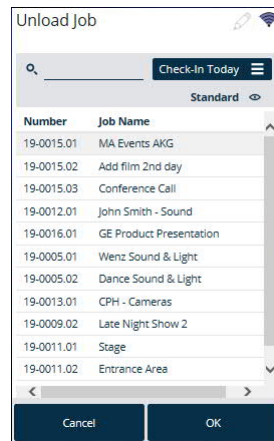 Unload Job
Check-In Today
Standard
Number Job Name
19-0015.01 MA Events AKG
19-0015.02 Add film 2nd day
19-0015.03 Conference Call
19-0012.01 John Smith - Sound
19-0016.01 GE Product Presentation
19-0005.01 Wenz Sound & Light
19-0005.02 Dance Sound & Light
19-0013.01 CPH - Cameras
19-0009.02 Late Night Show 2
19-0011.01 Stage
19-0011.02 Entrance Area
Cancel OK